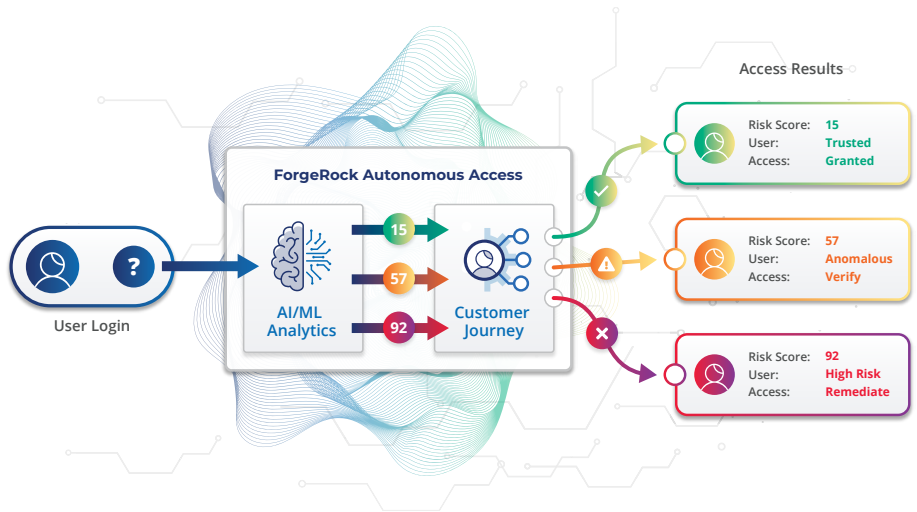 Access Results
ForgeRock Autonomous Access
?
User Login
AI/ML
Analytics
15
57
92
Customer
Journey
Risk Score: 15
User: Trusted
Access: Granted
Risk Score: 57
User: Anomalous
Access: Verify
Risk Score: 92
User: High Risk
Access: Remediate